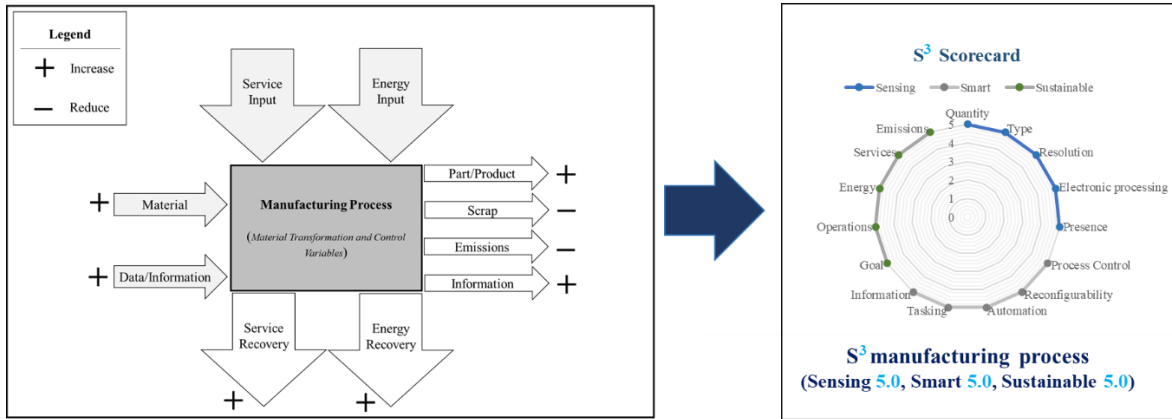 Legend
+ Increase
− Reduce
Service
Input
Energy
Input
+ Material
+ Data/Information
Manufacturing Process
(Material Transformation and Control
Variables)
Part/Product +
Scrap −
Emissions −
Information +
Service
Recovery
+
Energy
Recovery
+
S³ Scorecard
Sensing Smart Sustainable
Quantity
Type
Resolution
Electronic processing
Presence
Process Control
Reconfigurability
Automation
Tasking
Information
Goal
Operations
Energy
Services
Emissions
5
4
3
2
1
0
S³ manufacturing process
(Sensing 5.0, Smart 5.0, Sustainable 5.0)